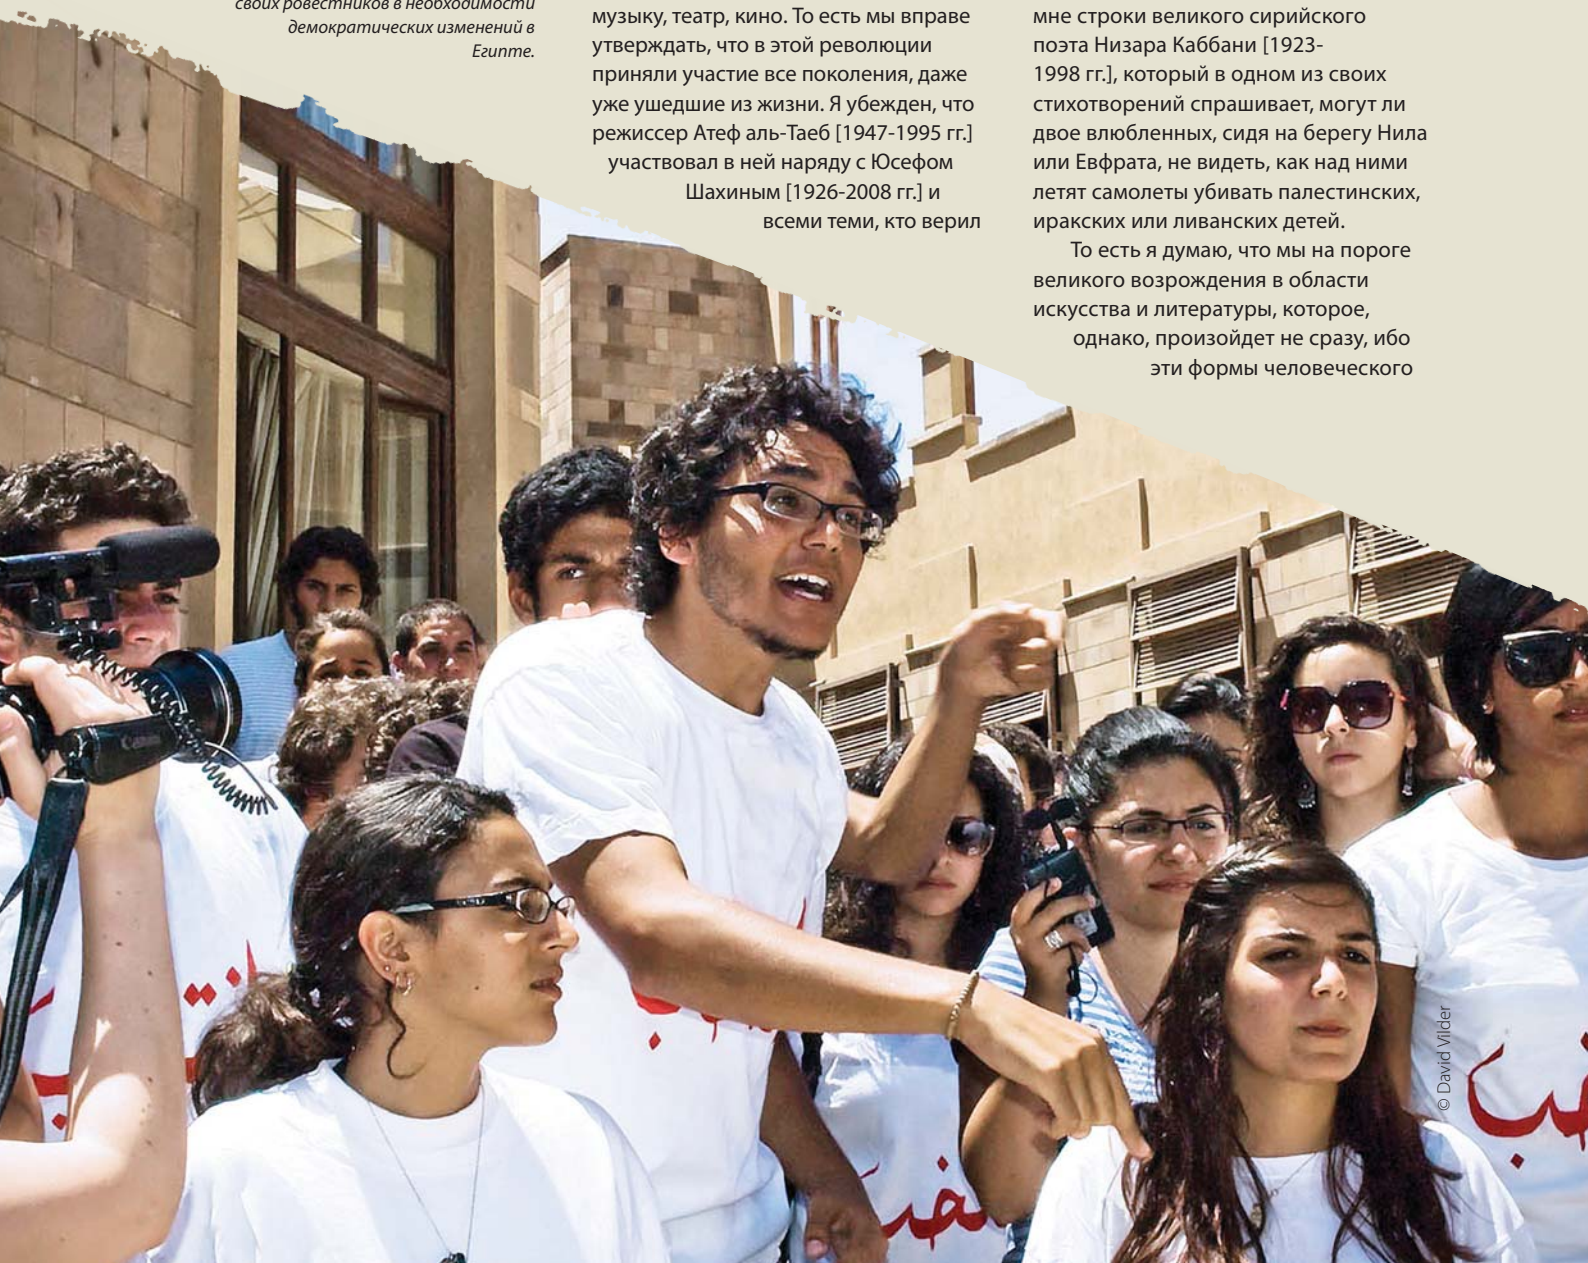 своих ровестников в необходимости
демократических изменений в
Египте.
музыку, театр, кино. То есть мы вправе
утверждать, что в этой революции
приняли участие все поколения, даже
уже ушедшие из жизни. Я убежден, что
режиссер Атеф аль-Таеб [1947-1995 гг.]
участвовал в ней наряду с Юсефом
Шахиным [1926-2008 гг.] и
всеми теми, кто верил
мне строки великого сирийского
поэта Низара Каббани [1923-
1998 гг.], который в одном из своих
стихотворений спрашивает, могут ли
двое влюбленных, сидя на берегу Нила
или Евфрата, не видеть, как над ними
летят самолеты убивать палестинских,
иракских или ливанских детей.
То есть я думаю, что мы на пороге
великого возрождения в области
искусства и литературы, которое,
однако, произойдет не сразу, ибо
эти формы человеческого
© David Vilder